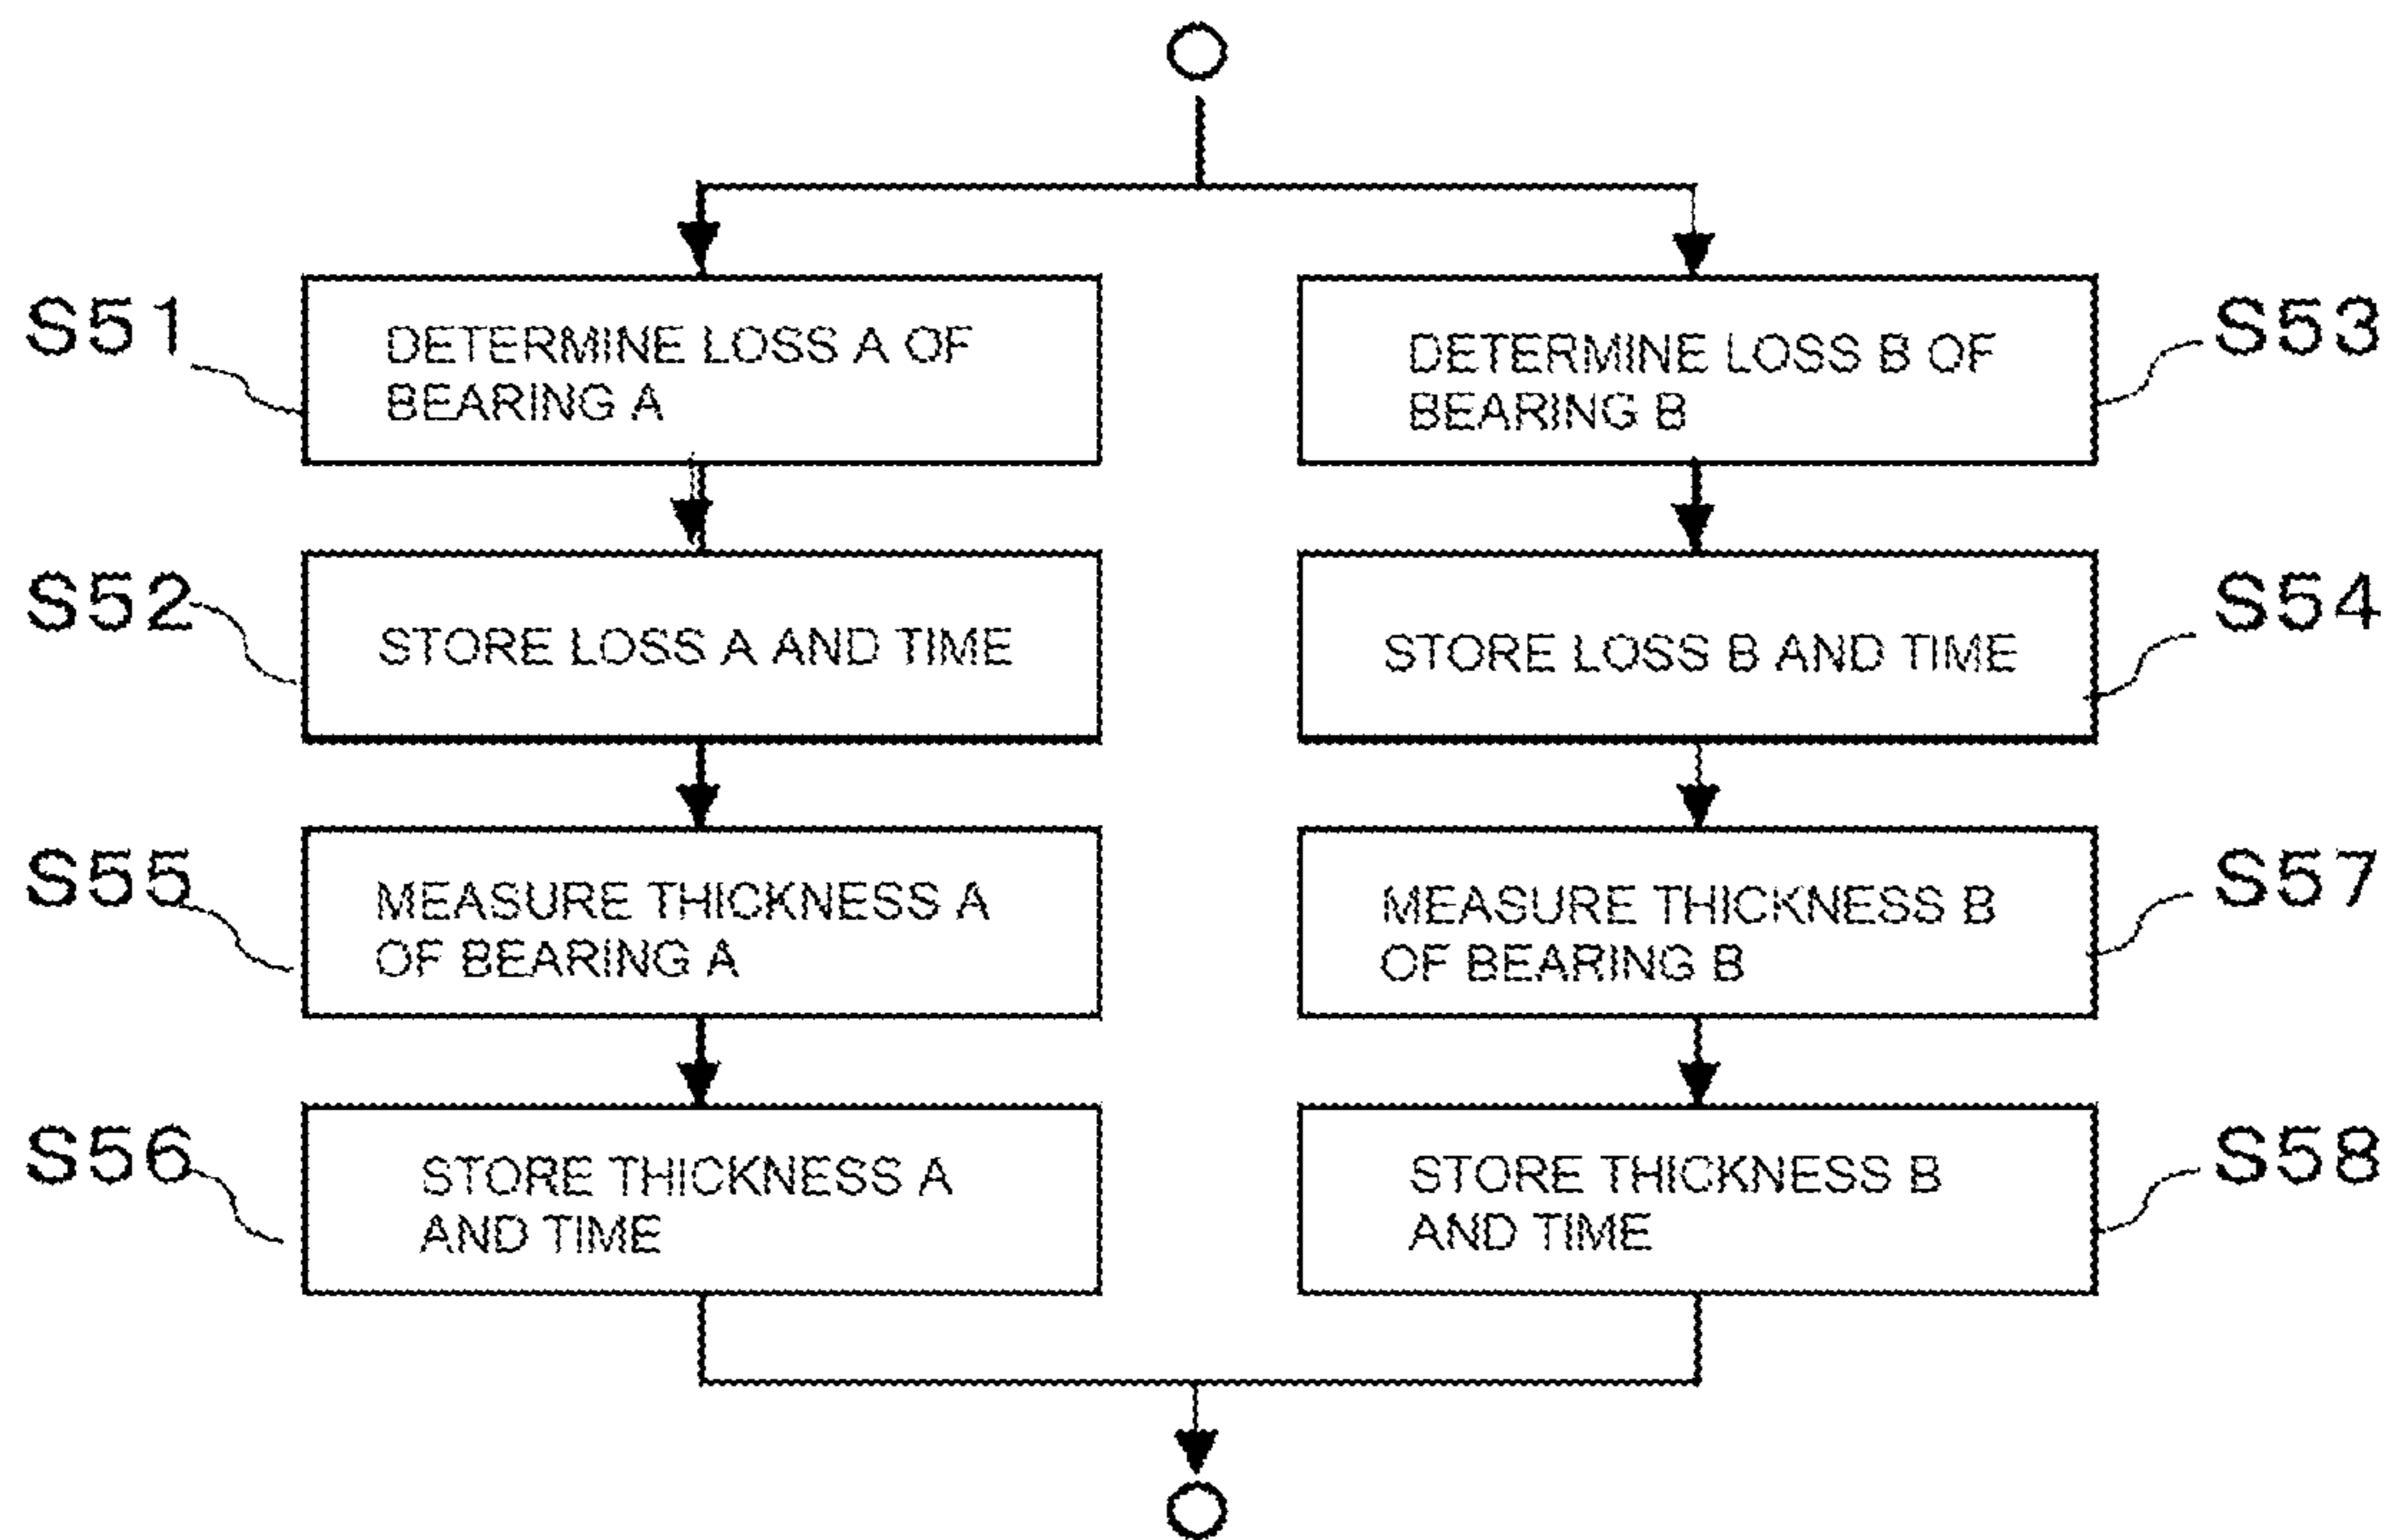 S51
DETERMINE LOSS A OF
BEARING A
DETERMINE LOSS B OF
BEARING B
S53
S52
STORE LOSS A AND TIME
STORE LOSS B AND TIME
S54
S55
MEASURE THICKNESS A
OF BEARING A
MEASURE THICKNESS B
OF BEARING B
S57
S56
STORE THICKNESS A
AND TIME
STORE THICKNESS B
AND TIME
S58